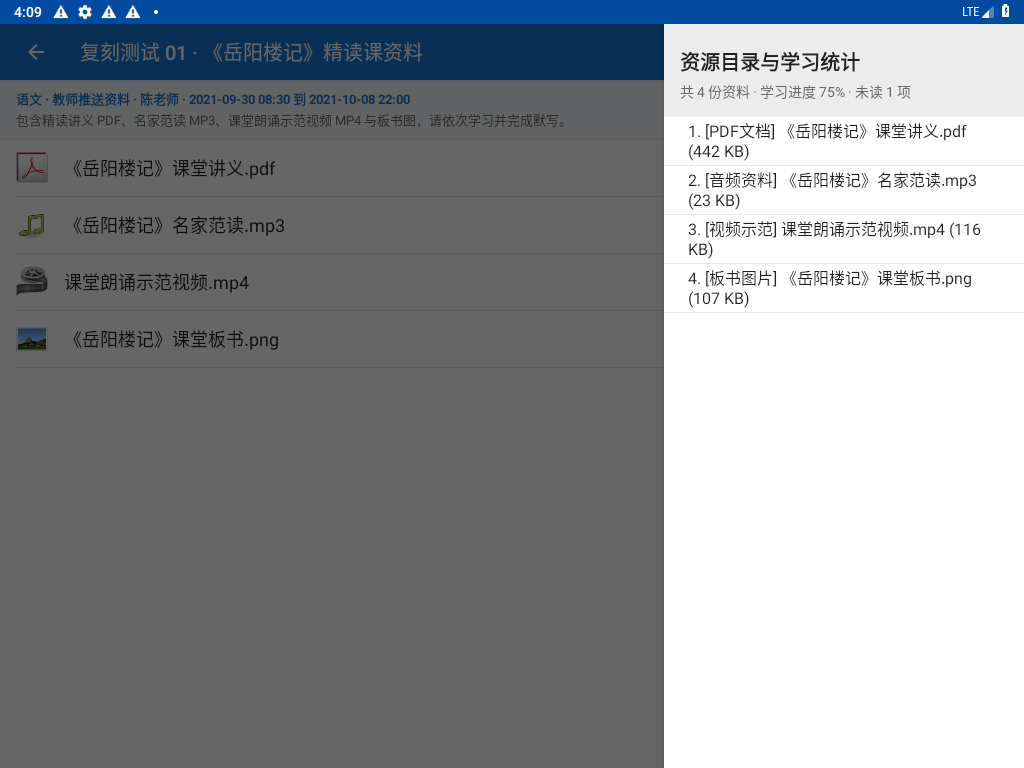 4:09
LTE
复刻测试 01 · 《岳阳楼记》精读课资料
语文 · 教师推送资料 · 陈老师 · 2021-09-30 08:30 到 2021-10-08 22:00
包含精读讲义 PDF、名家范读 MP3、课堂朗诵示范视频 MP4 与板书图，请依次学习并完成默写。
《岳阳楼记》课堂讲义.pdf
《岳阳楼记》名家范读.mp3
课堂朗诵示范视频.mp4
《岳阳楼记》课堂板书.png
资源目录与学习统计
共 4 份资料 · 学习进度 75% · 未读 1 项
1. [PDF文档] 《岳阳楼记》课堂讲义.pdf
(442 KB)
2. [音频资料] 《岳阳楼记》名家范读.mp3
(23 KB)
3. [视频示范] 课堂朗诵示范视频.mp4 (116
KB)
4. [板书图片] 《岳阳楼记》课堂板书.png
(107 KB)